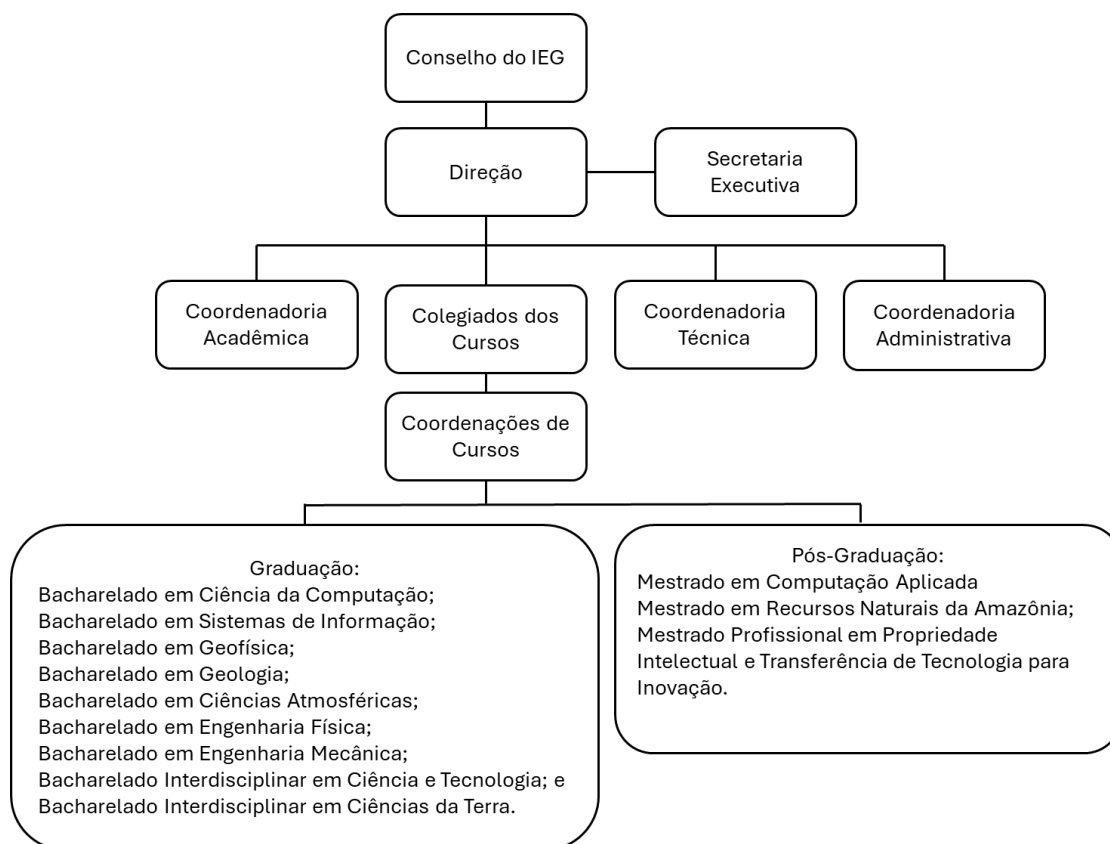 Conselho do IEG
Direção
Secretaria
Executiva
Coordenadoria
Acadêmica
Colegiados dos
Cursos
Coordenadoria
Técnica
Coordenadoria
Administrativa
Coordenações de
Cursos
Graduação:
Bacharelado em Ciência da Computação;
Bacharelado em Sistemas de Informação;
Bacharelado em Geofísica;
Bacharelado em Geologia;
Bacharelado em Ciências Atmosféricas;
Bacharelado em Engenharia Física;
Bacharelado em Engenharia Mecânica;
Bacharelado Interdisciplinar em Ciência e Tecnologia; e
Bacharelado Interdisciplinar em Ciências da Terra.
Pós-Graduação:
Mestrado em Computação Aplicada
Mestrado em Recursos Naturais da Amazônia;
Mestrado Profissional em Propriedade
Intelectual e Transferência de Tecnologia para
Inovação.